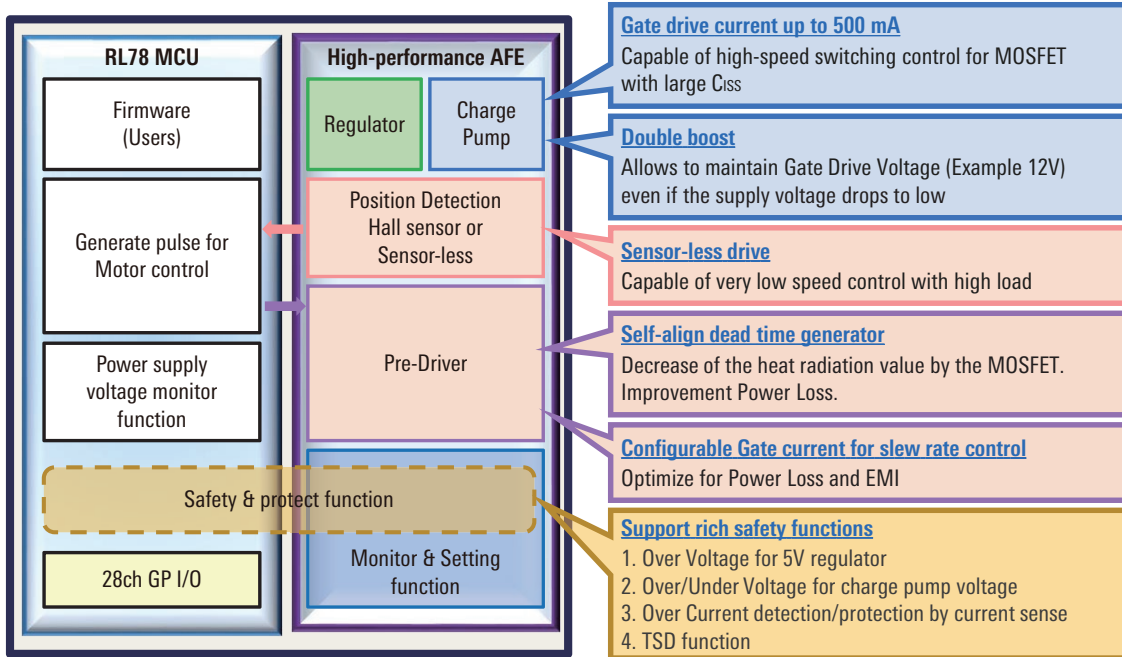 RL78 MCU
Firmware
(Users)
Generate pulse for
Motor control
Power supply
voltage monitor
function
Safety & protect function
28ch GP I/O
High-performance AFE
Regulator
Charge
Pump
Position Detection
Hall sensor or
Sensor-less
Pre-Driver
Monitor & Setting
function
Gate drive current up to 500 mA
Capable of high-speed switching control for MOSFET
with large CISS
Double boost
Allows to maintain Gate Drive Voltage (Example 12V)
even if the supply voltage drops to low
Sensor-less drive
Capable of very low speed control with high load
Self-align dead time generator
Decrease of the heat radiation value by the MOSFET.
Improvement Power Loss.
Configurable Gate current for slew rate control
Optimize for Power Loss and EMI
Support rich safety functions
1. Over Voltage for 5V regulator
2. Over/Under Voltage for charge pump voltage
3. Over Current detection/protection by current sense
4. TSD function